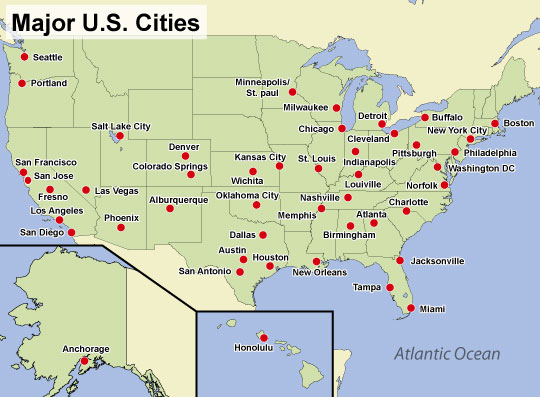 Major U.S. Cities
Seattle
Portland
Minneapolis/
St. paul
Milwaukee
Detroit
Buffalo
Boston
Chicago
Cleveland
New York City
Salt Lake City
Denver
Colorado Springs
Kansas City
St. Louis
Indianapolis
Pittsburgh
Philadelphia
Washington DC
San Francisco
San Jose
Fresno
Las Vegas
Wichita
Louiville
Norfolk
Los Angeles
San Diego
Phoenix
Alburquerque
Oklahoma City
Nashville
Memphis
Charlotte
Atlanta
Birmingham
Dallas
Austin
Houston
San Antonio
New Orleans
Jacksonville
Tampa
Miami
Anchorage
Honolulu
Atlantic Ocean